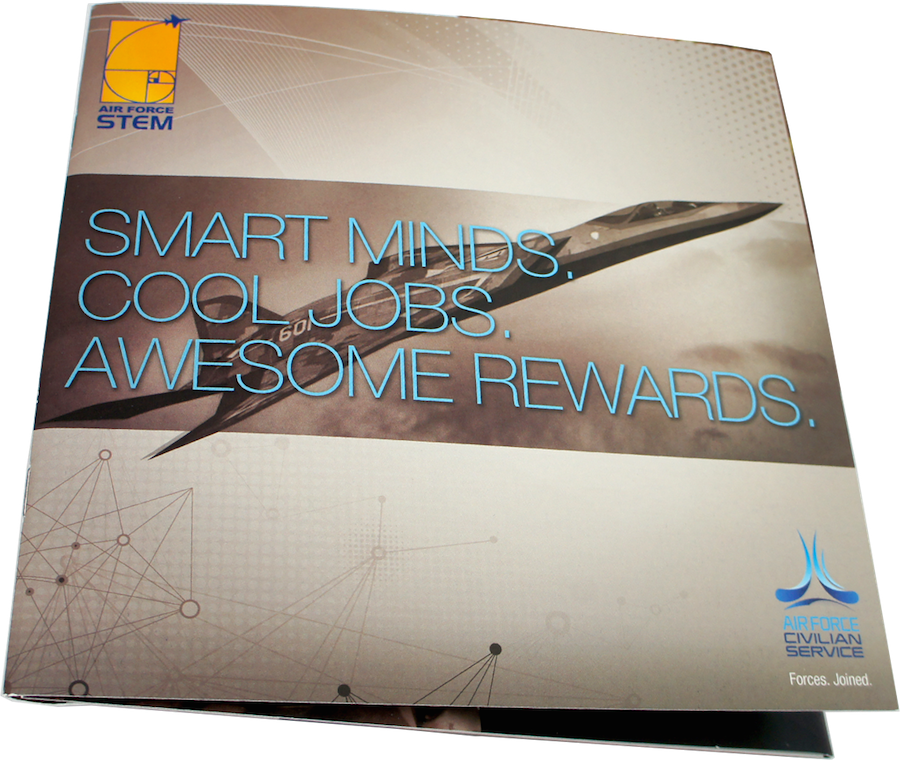 AIR FORCE
STEM
SMART MINDS.
COOL JOBS.
AWESOME REWARDS.
601
AIR FORCE
CIVILIAN
SERVICE
Forces. Joined.